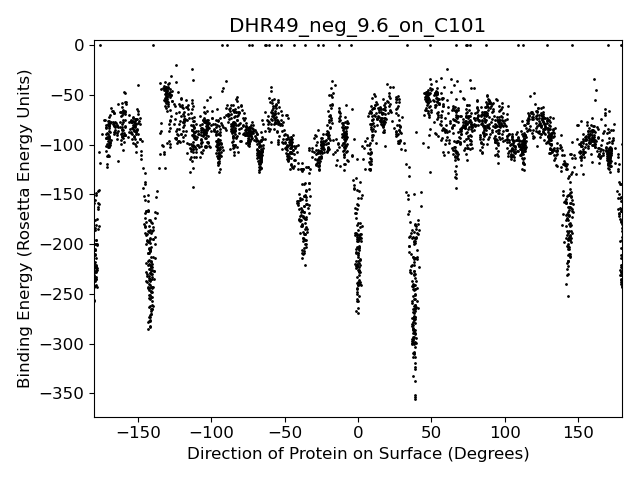 DHR49_neg_9.6_on_C101
Binding Energy (Rosetta Energy Units)
0
−50
−100
−150
−200
−250
−300
−350
−150 −100 −50 0 50 100 150
Direction of Protein on Surface (Degrees)